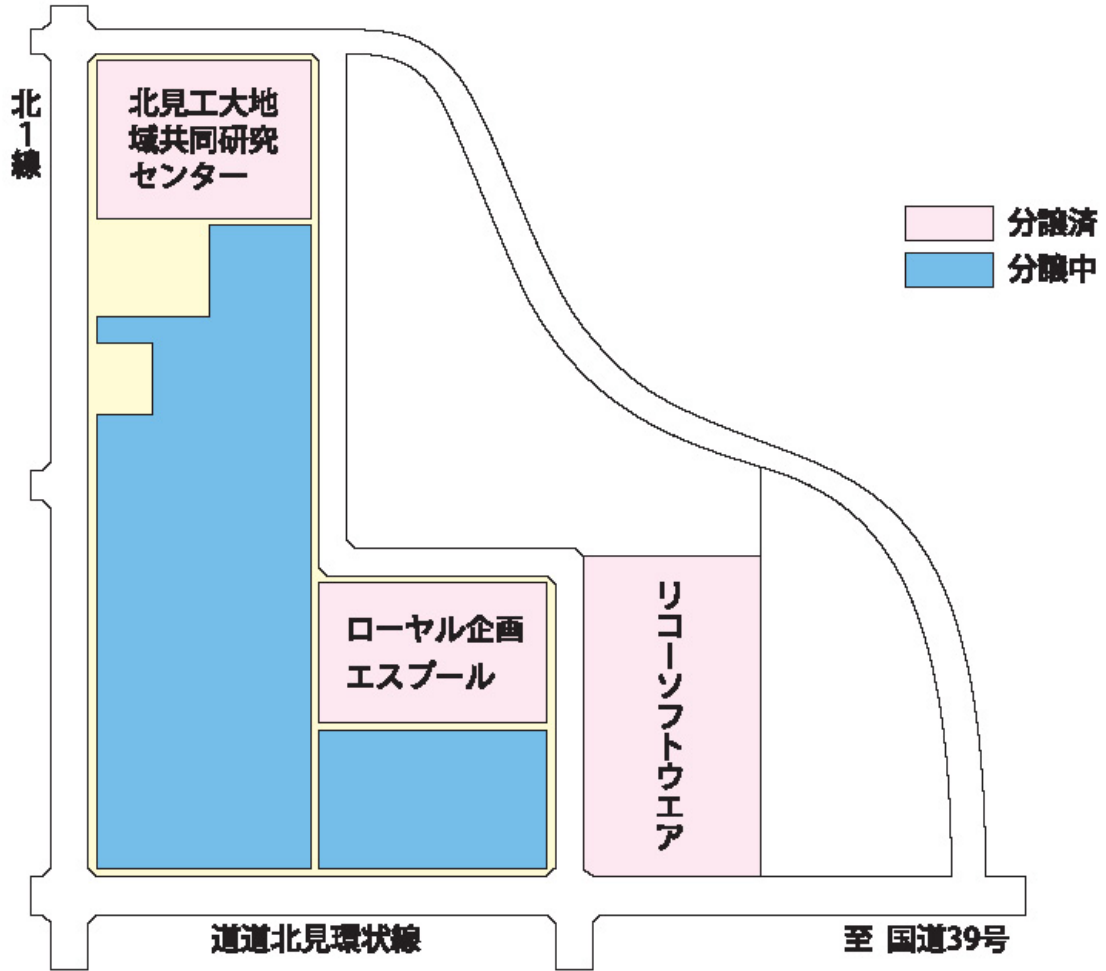 北1線
北見工大地
域共同研究
センター
分譲済
分譲中
ローヤル企画
エスプール
リコーソフトウエア
道道北見環状線
至 国道39号